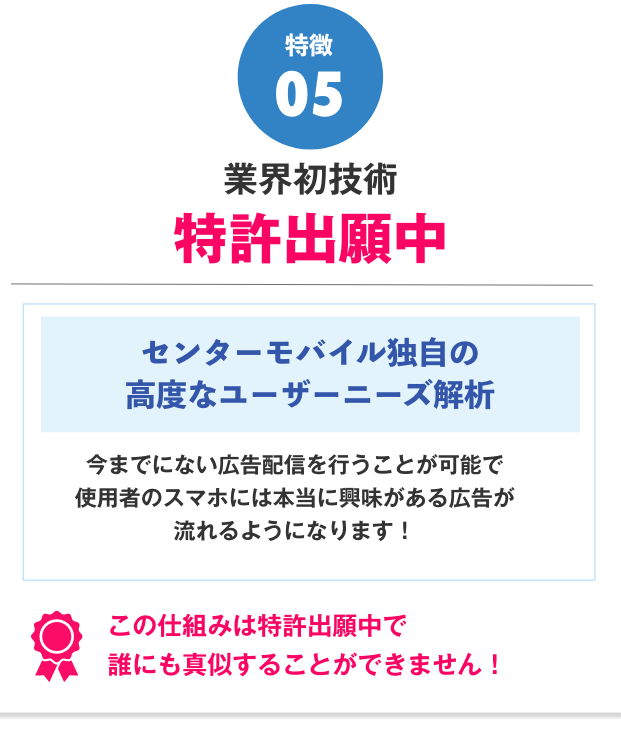 特徴
05
業界初技術
特許出願中
センターモバイル独自の
高度なユーザーニーズ解析
今までにない広告配信を行うことが可能で
使用者のスマホには本当に興味がある広告が
流れるようになります！
この仕組みは特許出願中で
誰にも真似することができません！